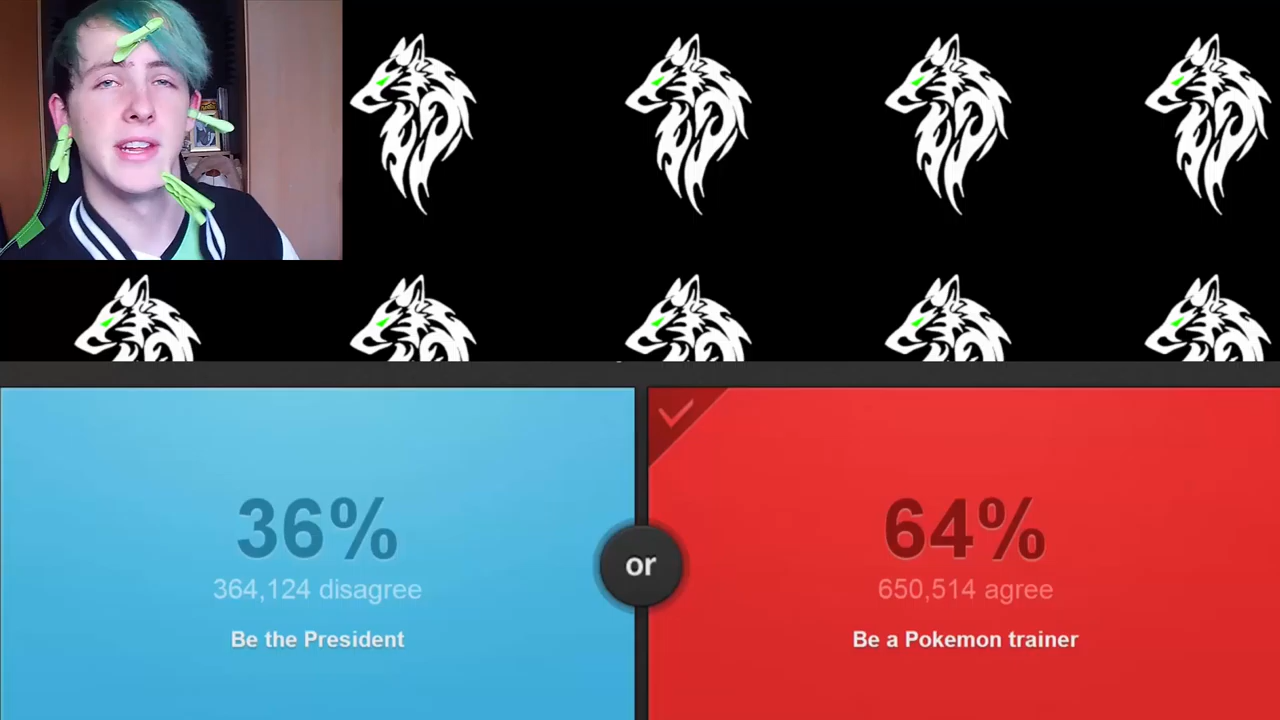 36%
364,124 disagree
Be the President
or
64%
650,514 agree
Be a Pokemon trainer